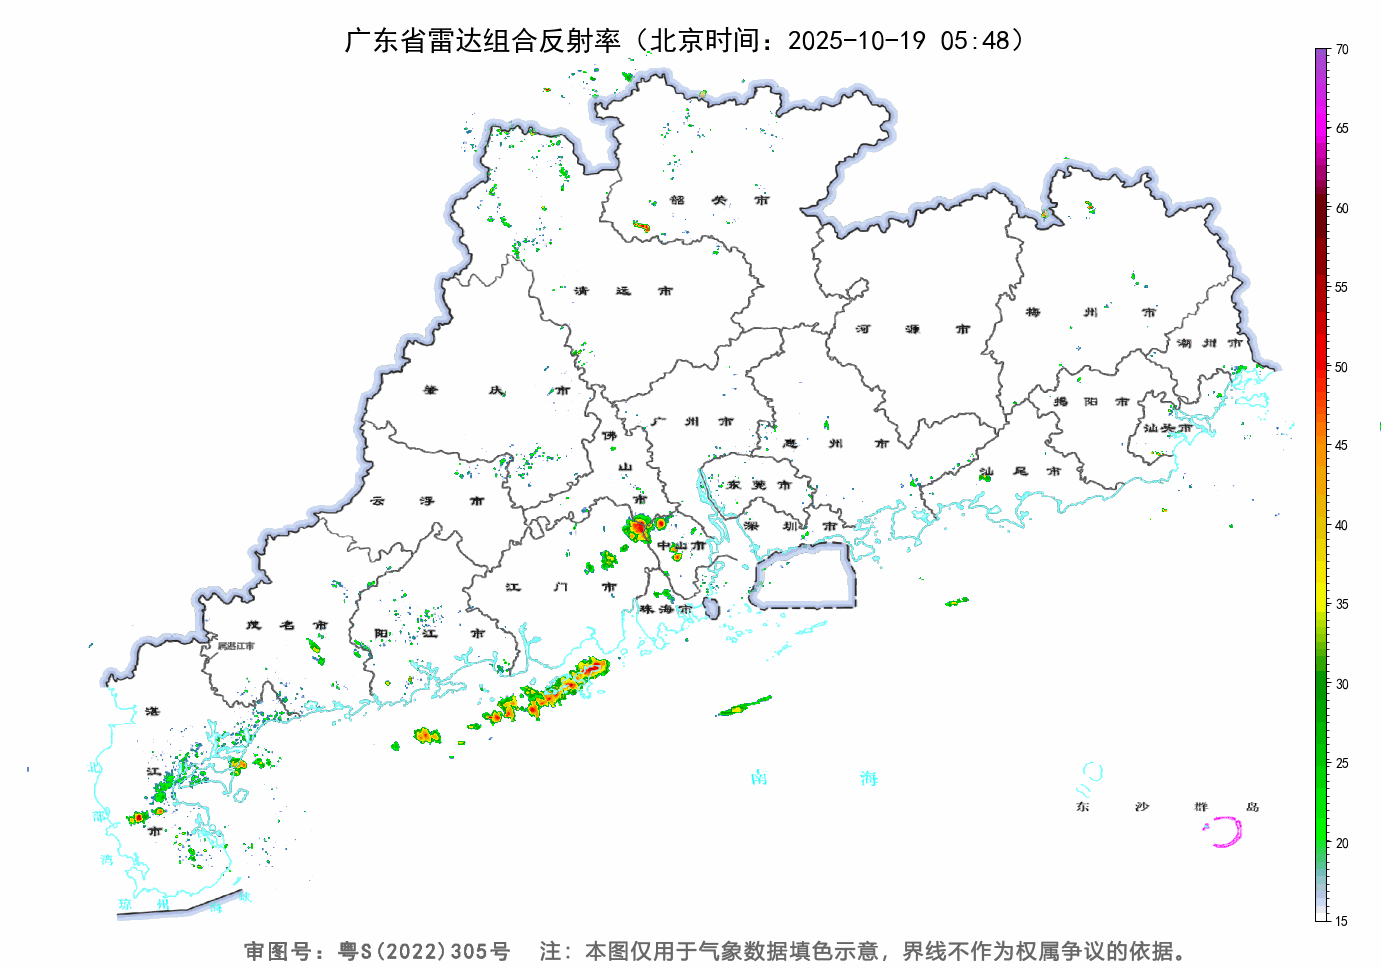 广东省雷达组合反射率（北京时间：2025-10-19 05:48）
70
65
60
55
50
45
40
35
30
25
20
15
韶关市
清远市
河源市
梅州市
潮州市
肇庆市
广州市
佛山市
惠州市
揭阳市
汕头市
汕尾市
云浮市
东莞市
深圳市
中山市
江门市
珠海市
茂名市
阳江市
属湛江市
湛江市
北部湾
琼州海峡
南海
东沙群岛
审图号：粤S(2022)305号 注：本图仅用于气象数据填色示意，界线不作为权属争议的依据。